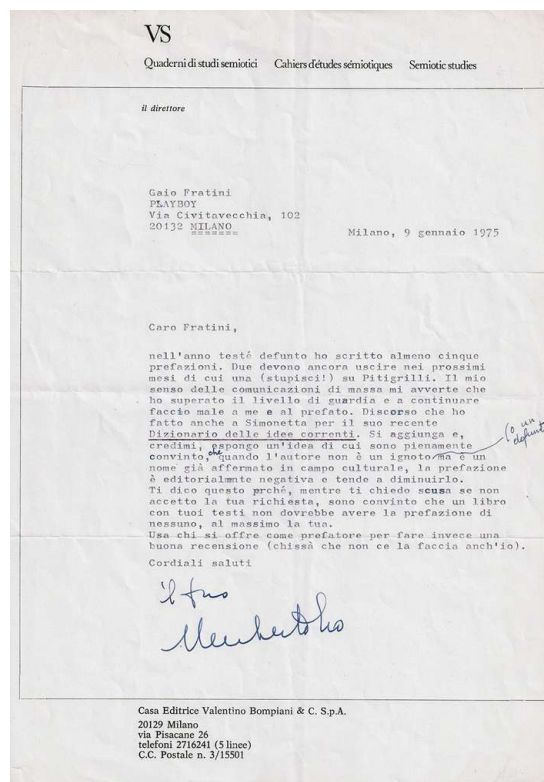 VS
Quaderni di studi semiotici Cahiers d'études sémiotiques Semiotic studies
il direttore
Gaio Fratini
PLAYBOY
Via Civitavecchia, 102
20132 MILANO
=======
Milano, 9 gennaio 1975
Caro Fratini,
nell'anno testé defunto ho scritto almeno cinque
prefazioni. Due devono ancora uscire nei prossimi
mesi di cui una (stupisci!) su Pitigrilli. Il mio
senso delle comunicazioni di massa mi avverte che
ho superato il livello di guardia e a continuare
faccio male a me e al prefato. Discorso che ho
fatto anche a Simonetta per il suo recente
Dizionario delle idee correnti. Si aggiunga e,
credimi, espongo un'idea di cui sono pienamente
(o un defunto
convinto, che quando l'autore non è un ignoto ma è un
nome già affermato in campo culturale, la prefazione
è editorialmnte negativa e tende a diminuirlo.
Ti dico questo prché, mentre ti chiedo scusa se non
accetto la tua richiesta, sono convinto che un libro
con tuoi testi non dovrebbe avere la prefazione di
nessuno, al massimo la tua.
Usa chi si offre come prefatore per fare invece una
buona recensione (chissà che non ce la faccia anch'io).
Cordiali saluti
il tuo
Umberto Eco
Casa Editrice Valentino Bompiani & C. S.p.A.
20129 Milano
via Pisacane 26
telefoni 2716241 (5 linee)
C.C. Postale n. 3/15501